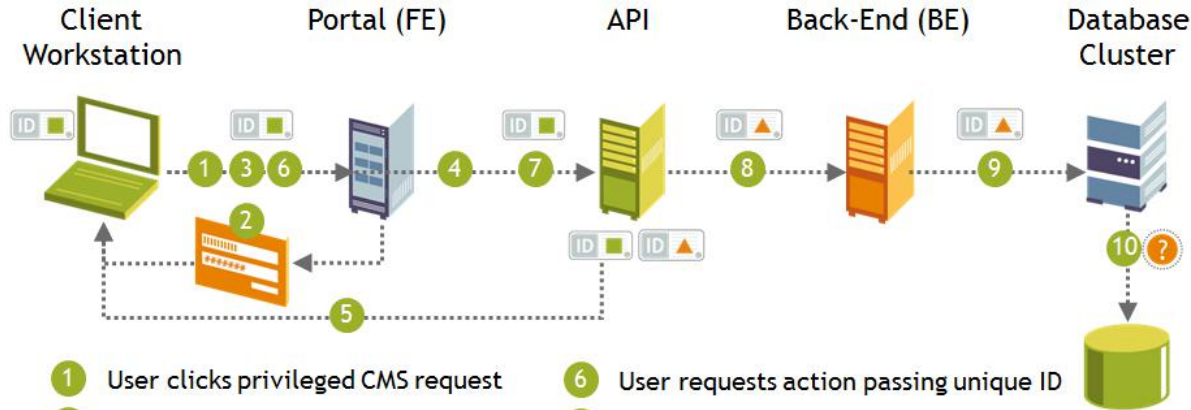 Client
Workstation
Portal (FE)
API
Back-End (BE)
Database
Cluster
ID
ID
ID
ID
ID
1
3
6
4
7
8
9
2
ID
ID
10
?
5
1 User clicks privileged CMS request
6 User requests action passing unique ID